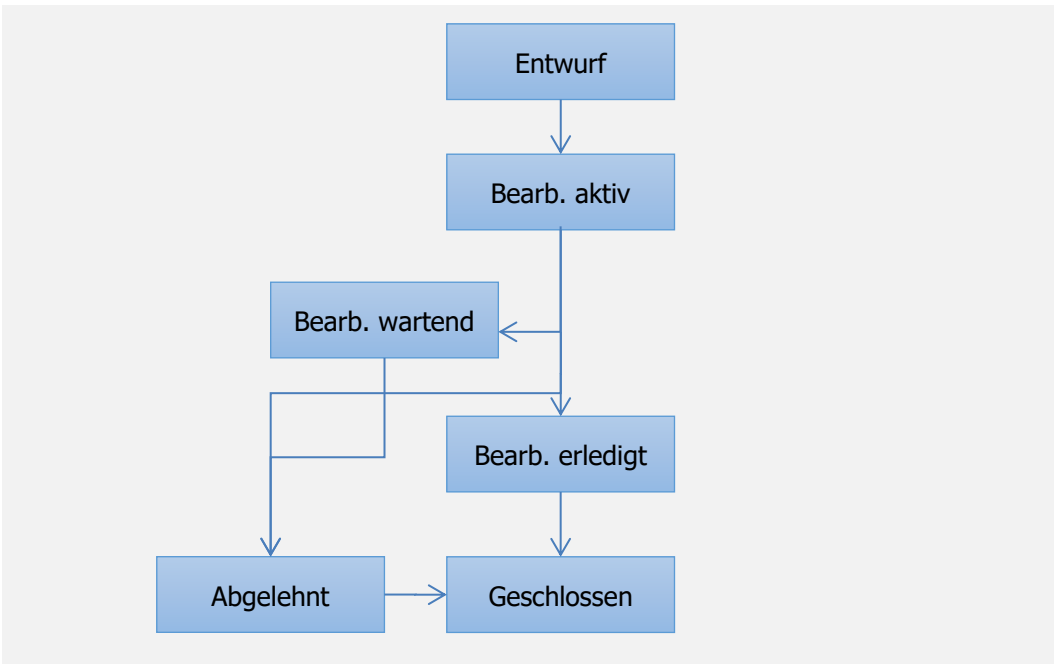 Entwurf
Bearb. aktiv
Bearb. wartend
Bearb. erledigt
Abgelehnt
Geschlossen